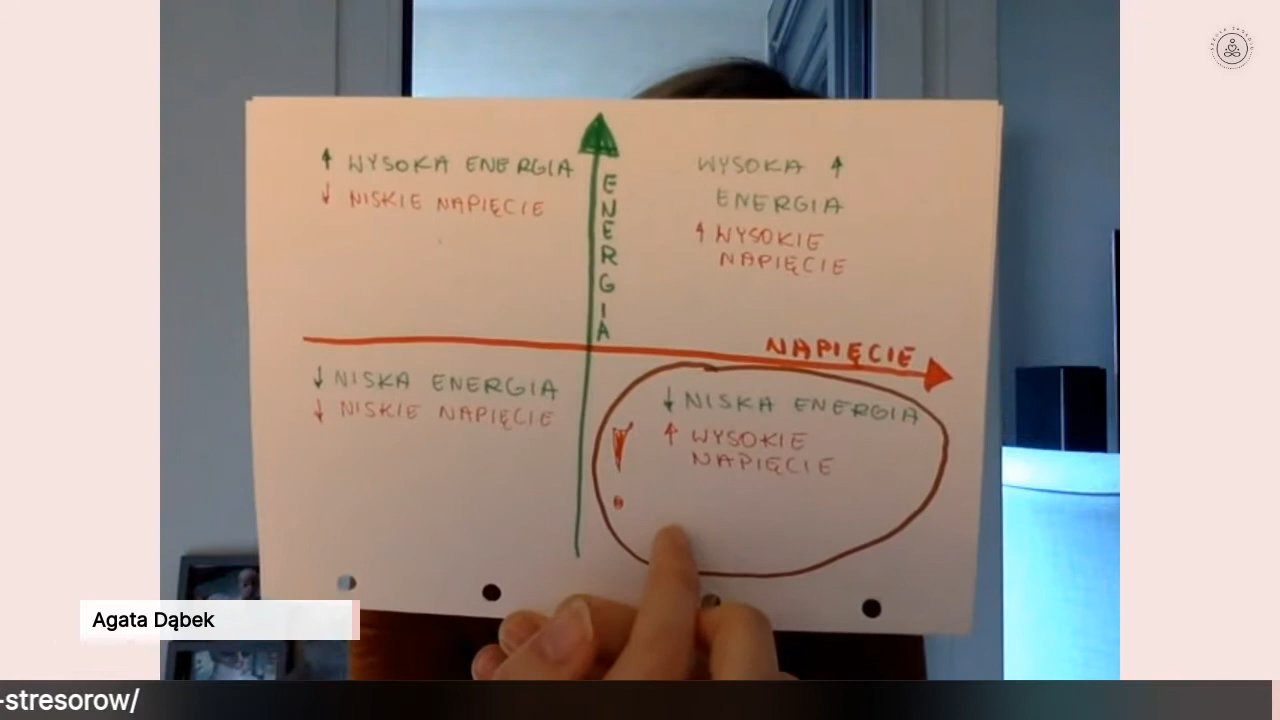 ↑ WYSOKA ENERGIA
↓ NISKIE NAPIĘCIE
ENERGIA
WYSOKA ↑
ENERGIA
↑ WYSOKIE
NAPIĘCIE
NAPIĘCIE
↓ NISKA ENERGIA
↓ NISKIE NAPIĘCIE
↓ NISKA ENERGIA
! ↑ WYSOKIE
NAPIĘCIE
Agata Dąbek
-stresorow/